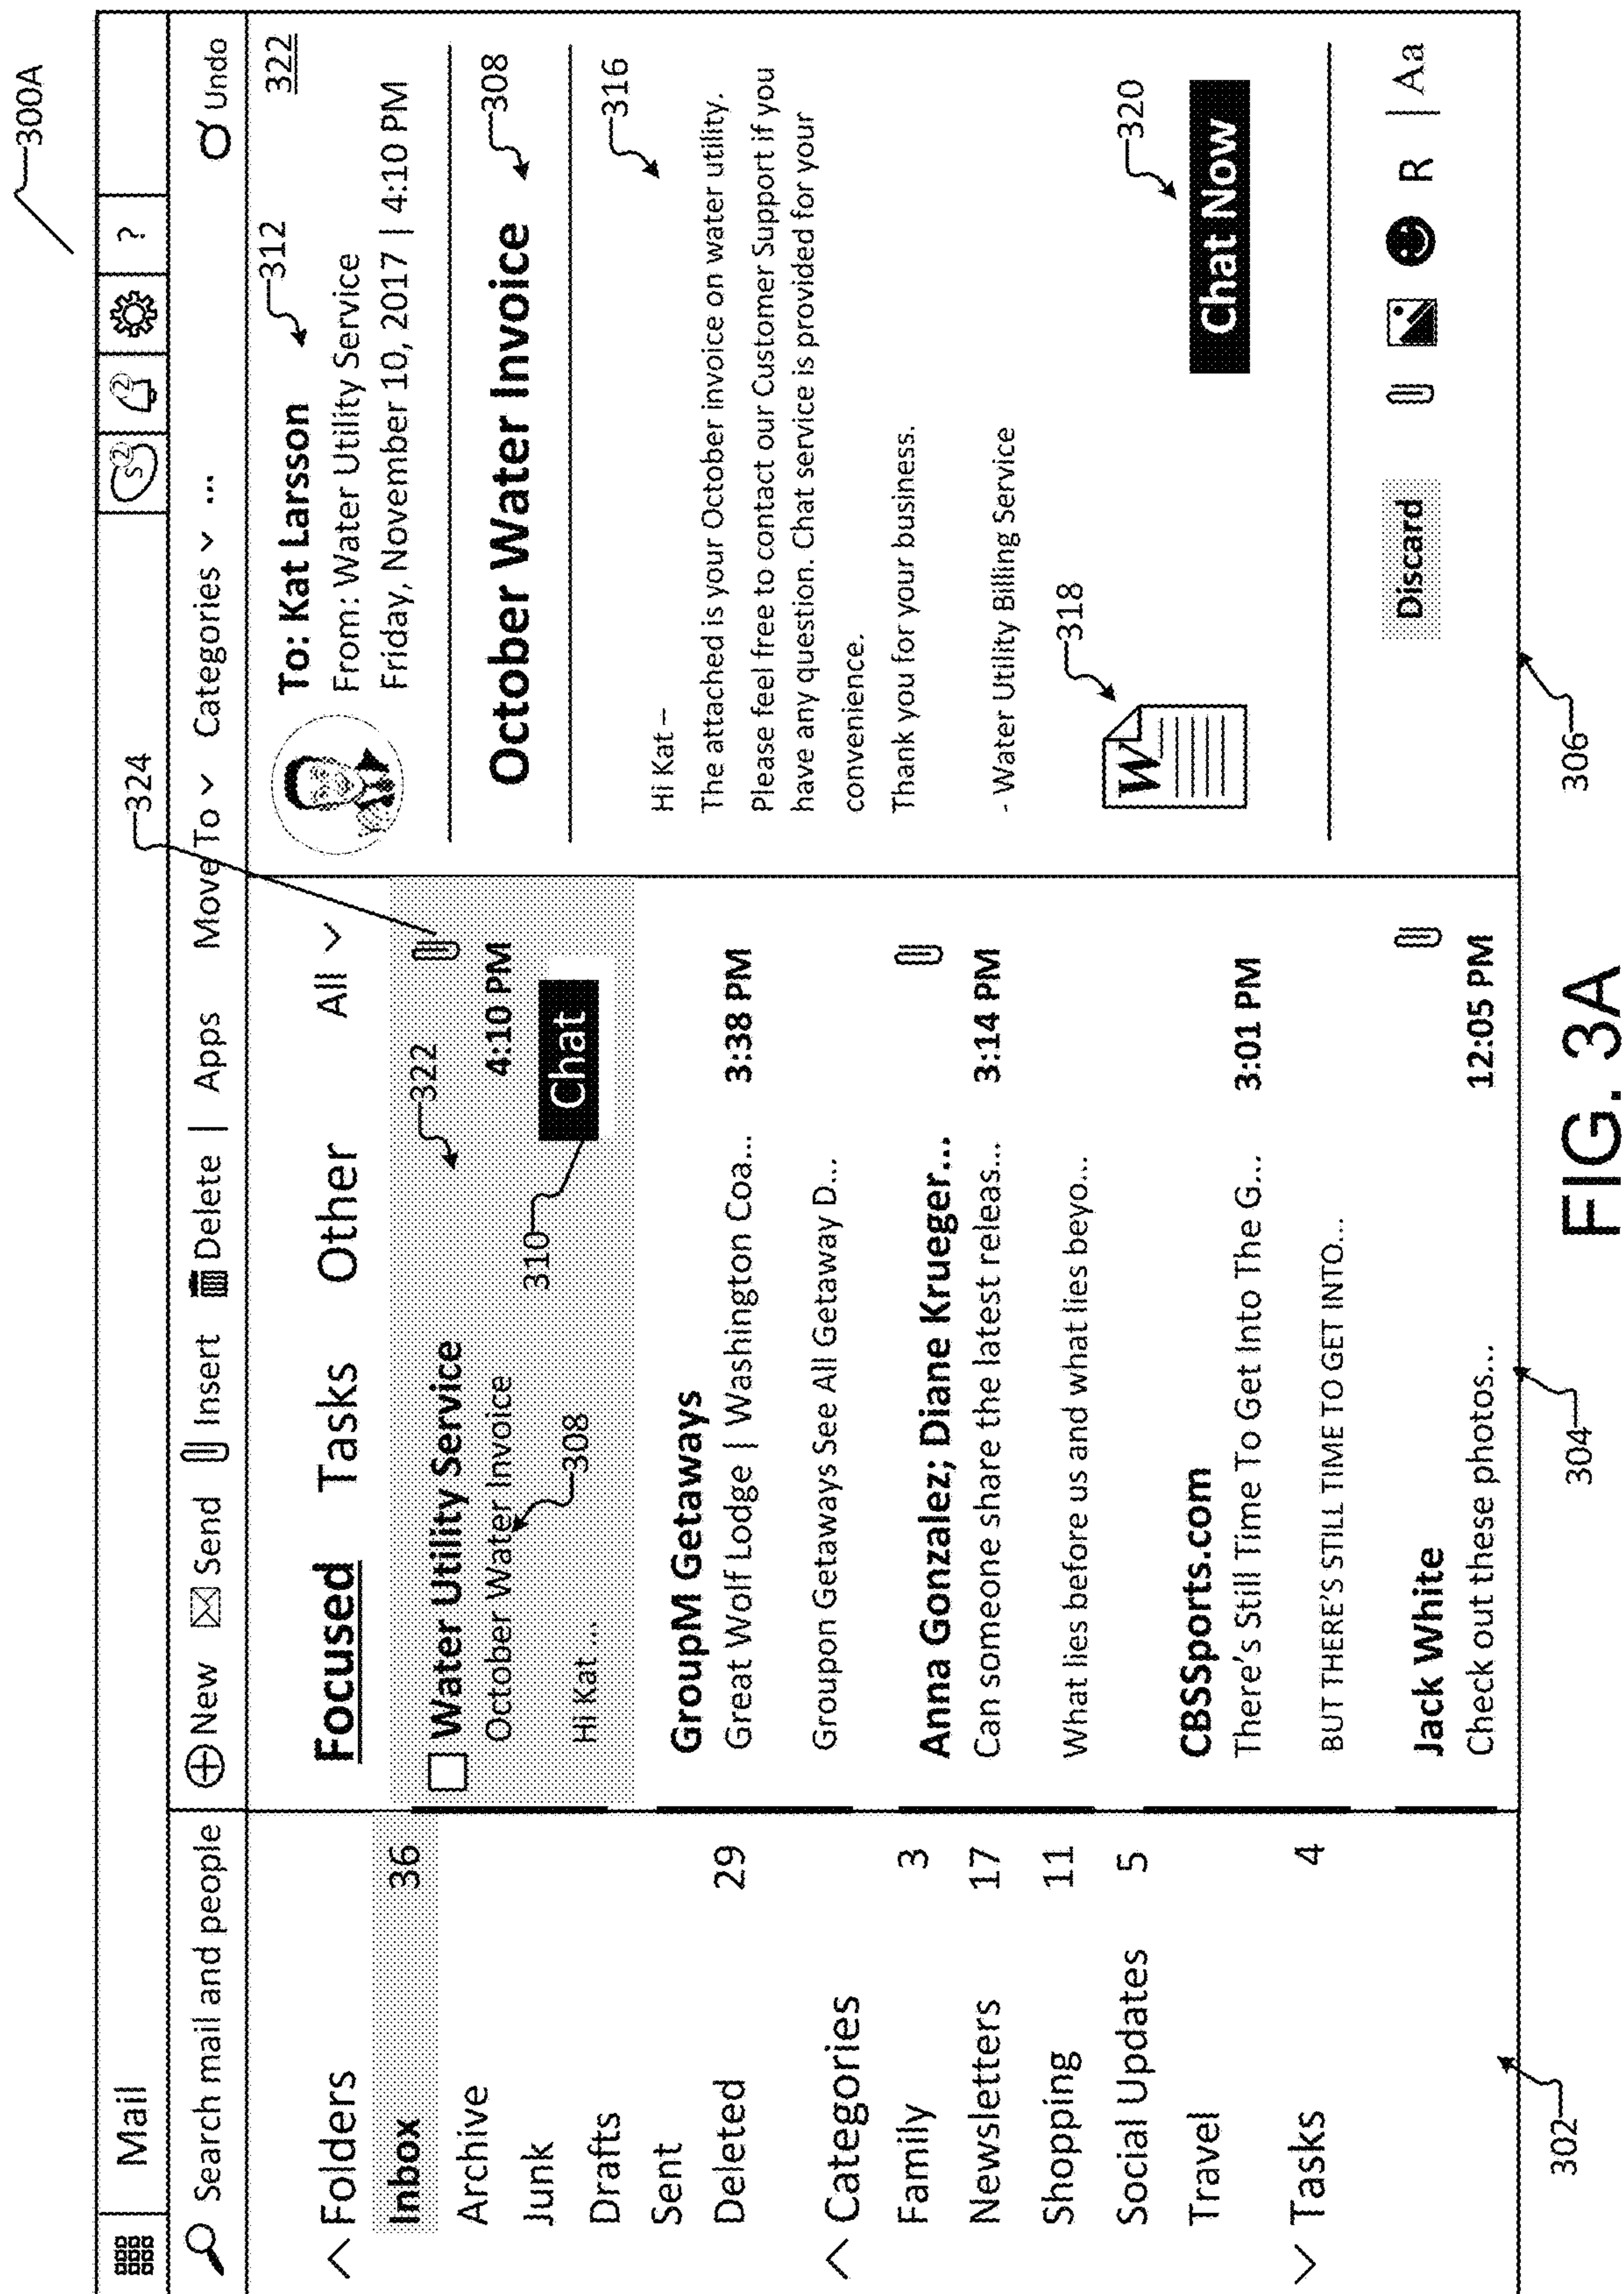 300A
Mail
S 2
2
?
324
Search mail and people
New Send Insert Delete | Apps Move To Categories ... Undo
Folders
Inbox 36
Archive
Junk
Drafts
Sent
Deleted 29
Categories
Family 3
Newsletters 17
Shopping 11
Social Updates 5
Travel
Tasks 4
302
Focused Tasks Other All
Water Utility Service
322
October Water Invoice 4:10 PM
308
310
Hi Kat ... Chat
GroupM Getaways
Great Wolf Lodge | Washington Coa... 3:38 PM
Groupon Getaways See All Getaway D...
Anna Gonzalez; Diane Krueger...
Can someone share the latest releas... 3:14 PM
What lies before us and what lies beyo...
CBSSports.com
There's Still Time To Get Into The G... 3:01 PM
BUT THERE'S STILL TIME TO GET INTO...
Jack White
Check out these photos... 12:05 PM
304
To: Kat Larsson
312
322
From: Water Utility Service
Friday, November 10, 2017 | 4:10 PM
October Water Invoice
308
316
Hi Kat –
The attached is your October invoice on water utility.
Please feel free to contact our Customer Support if you
have any question. Chat service is provided for your
convenience.
Thank you for your business.
- Water Utility Billing Service
318
W
320
Chat Now
Discard R | Aa
306
FIG. 3A